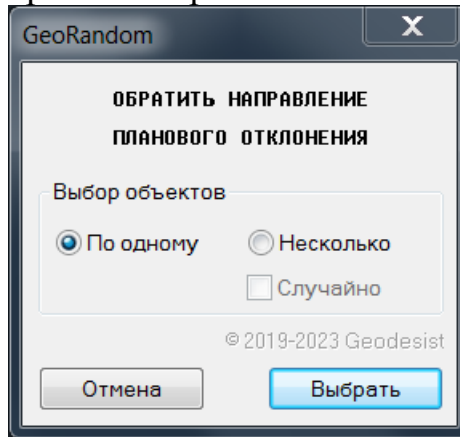 GeoRandom
X
ОБРАТИТЬ НАПРАВЛЕНИЕ
ПЛАНОВОГО ОТКЛОНЕНИЯ
Выбор объектов
По одному Несколько
Случайно
© 2019-2023 Geodesist
Отмена Выбрать